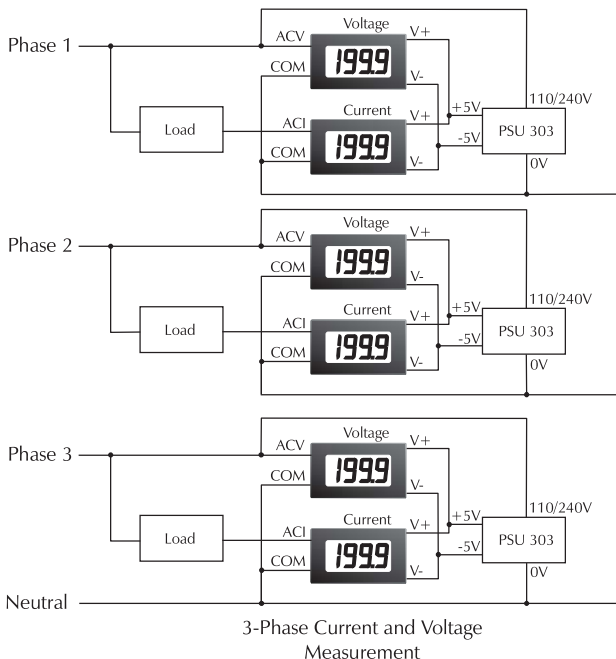 Voltage
Phase 1
ACV
199.9
V+
COM
V-
110/240V
Current
V+
+5V
Load
ACI
199.9
PSU 303
COM
-5V
V-
0V
Voltage
Phase 2
ACV
199.9
V+
COM
V-
110/240V
Current
V+
+5V
Load
ACI
199.9
PSU 303
COM
-5V
V-
0V
Voltage
Phase 3
ACV
199.9
V+
COM
V-
110/240V
Current
V+
+5V
Load
ACI
199.9
PSU 303
COM
-5V
V-
0V
Neutral
3-Phase Current and Voltage
Measurement